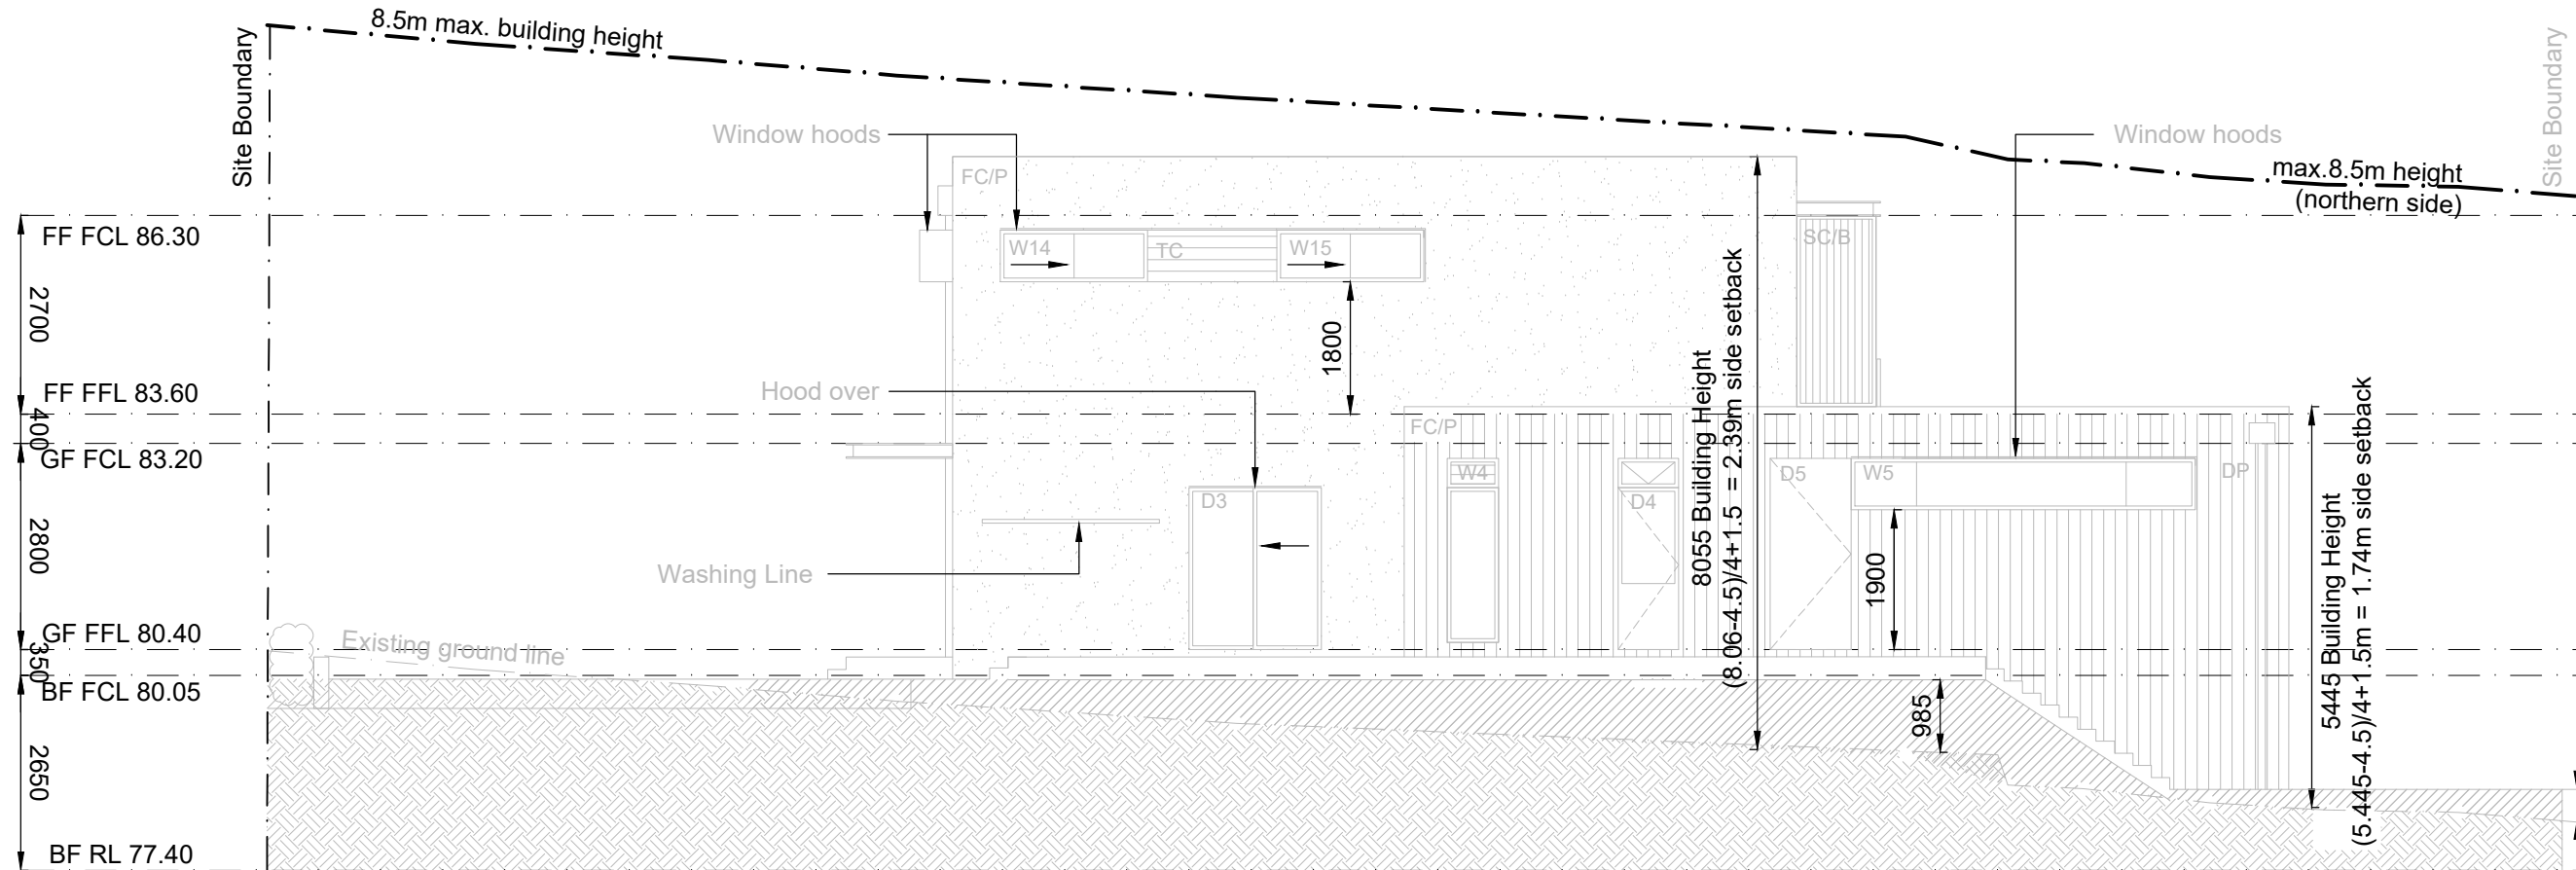 8.5m max. building height
Site Boundary
Site Boundary
Window hoods
Window hoods
max.8.5m height
(northern side)
FC/P
FF FCL 86.30
W14
TC
W15
SC/B
2700
1800
8055 Building Height
(8.06-4.5)/4+1.5 = 2.39m side setback
FF FFL 83.60
Hood over
400
GF FCL 83.20
FC/P
W4
D5
W5
DP
D3
D4
5445 Building Height
(5.445-4.5)/4+1.5m = 1.74m side setback
2800
Washing Line
1900
GF FFL 80.40
Existing ground line
350
BF FCL 80.05
985
2650
BF RL 77.40